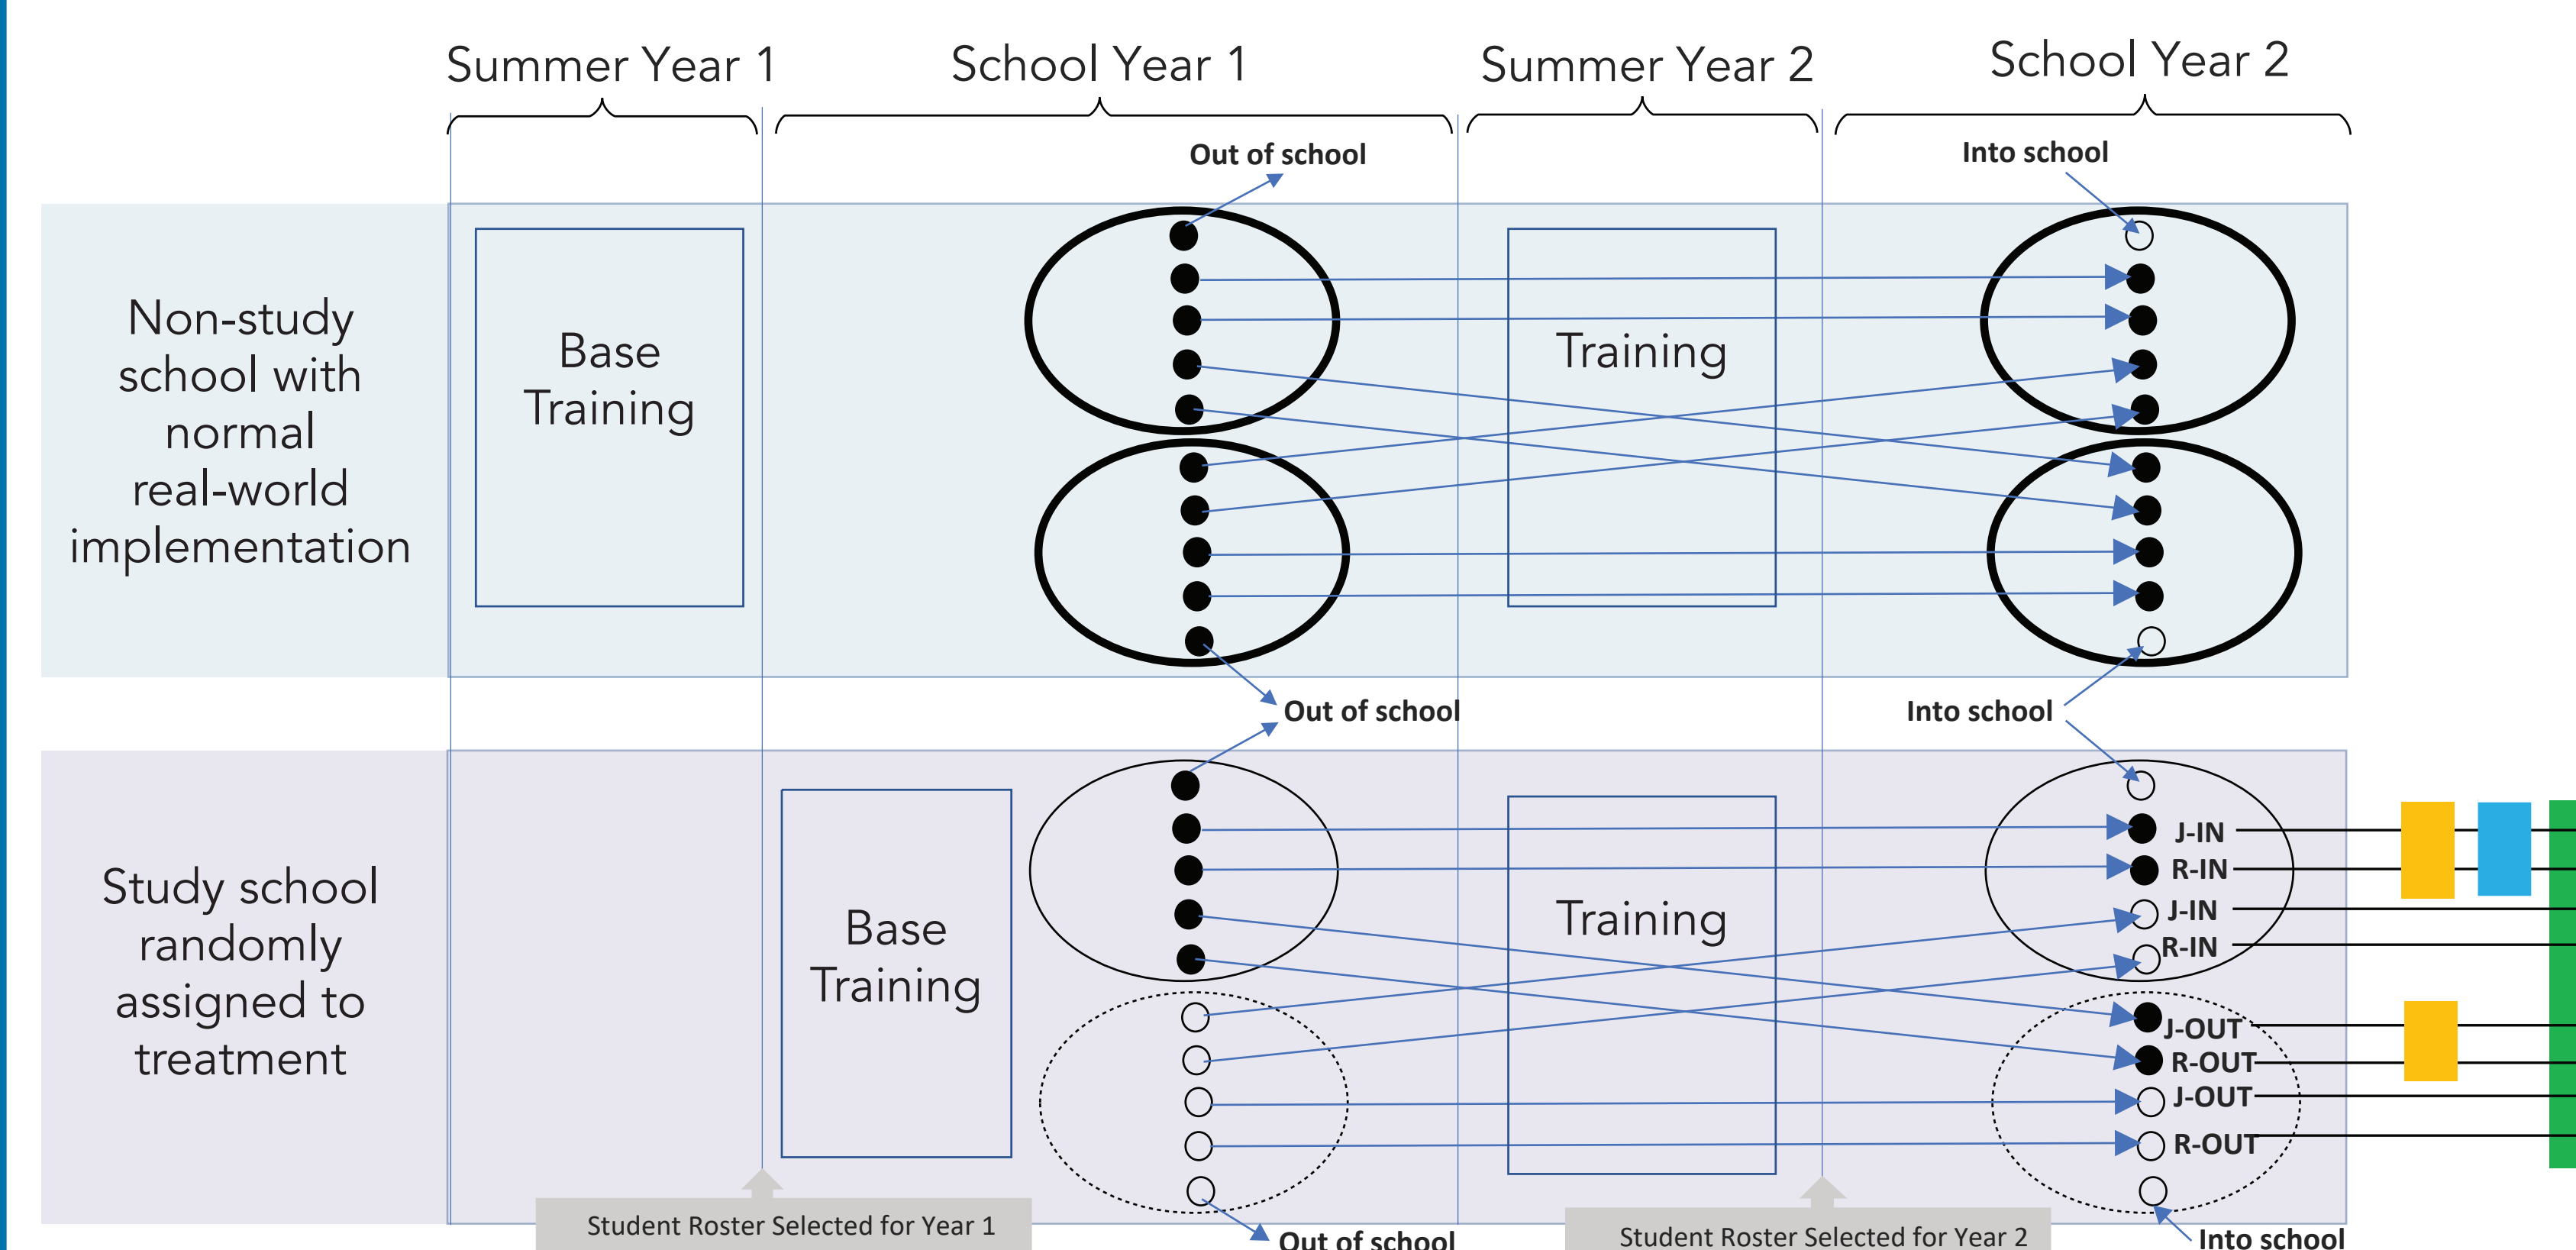 Summer Year 1
School Year 1
Summer Year 2
School Year 2
Out of school
Into school
Non-study
school with
normal
real-world
implementation
Base
Training
Training
Out of school
Into school
Study school
randomly
assigned to
treatment
Base
Training
Training
J-IN
R-IN
J-IN
R-IN
J-OUT
R-OUT
J-OUT
R-OUT
Student Roster Selected for Year 1
Out of school
Student Roster Selected for Year 2
Into school